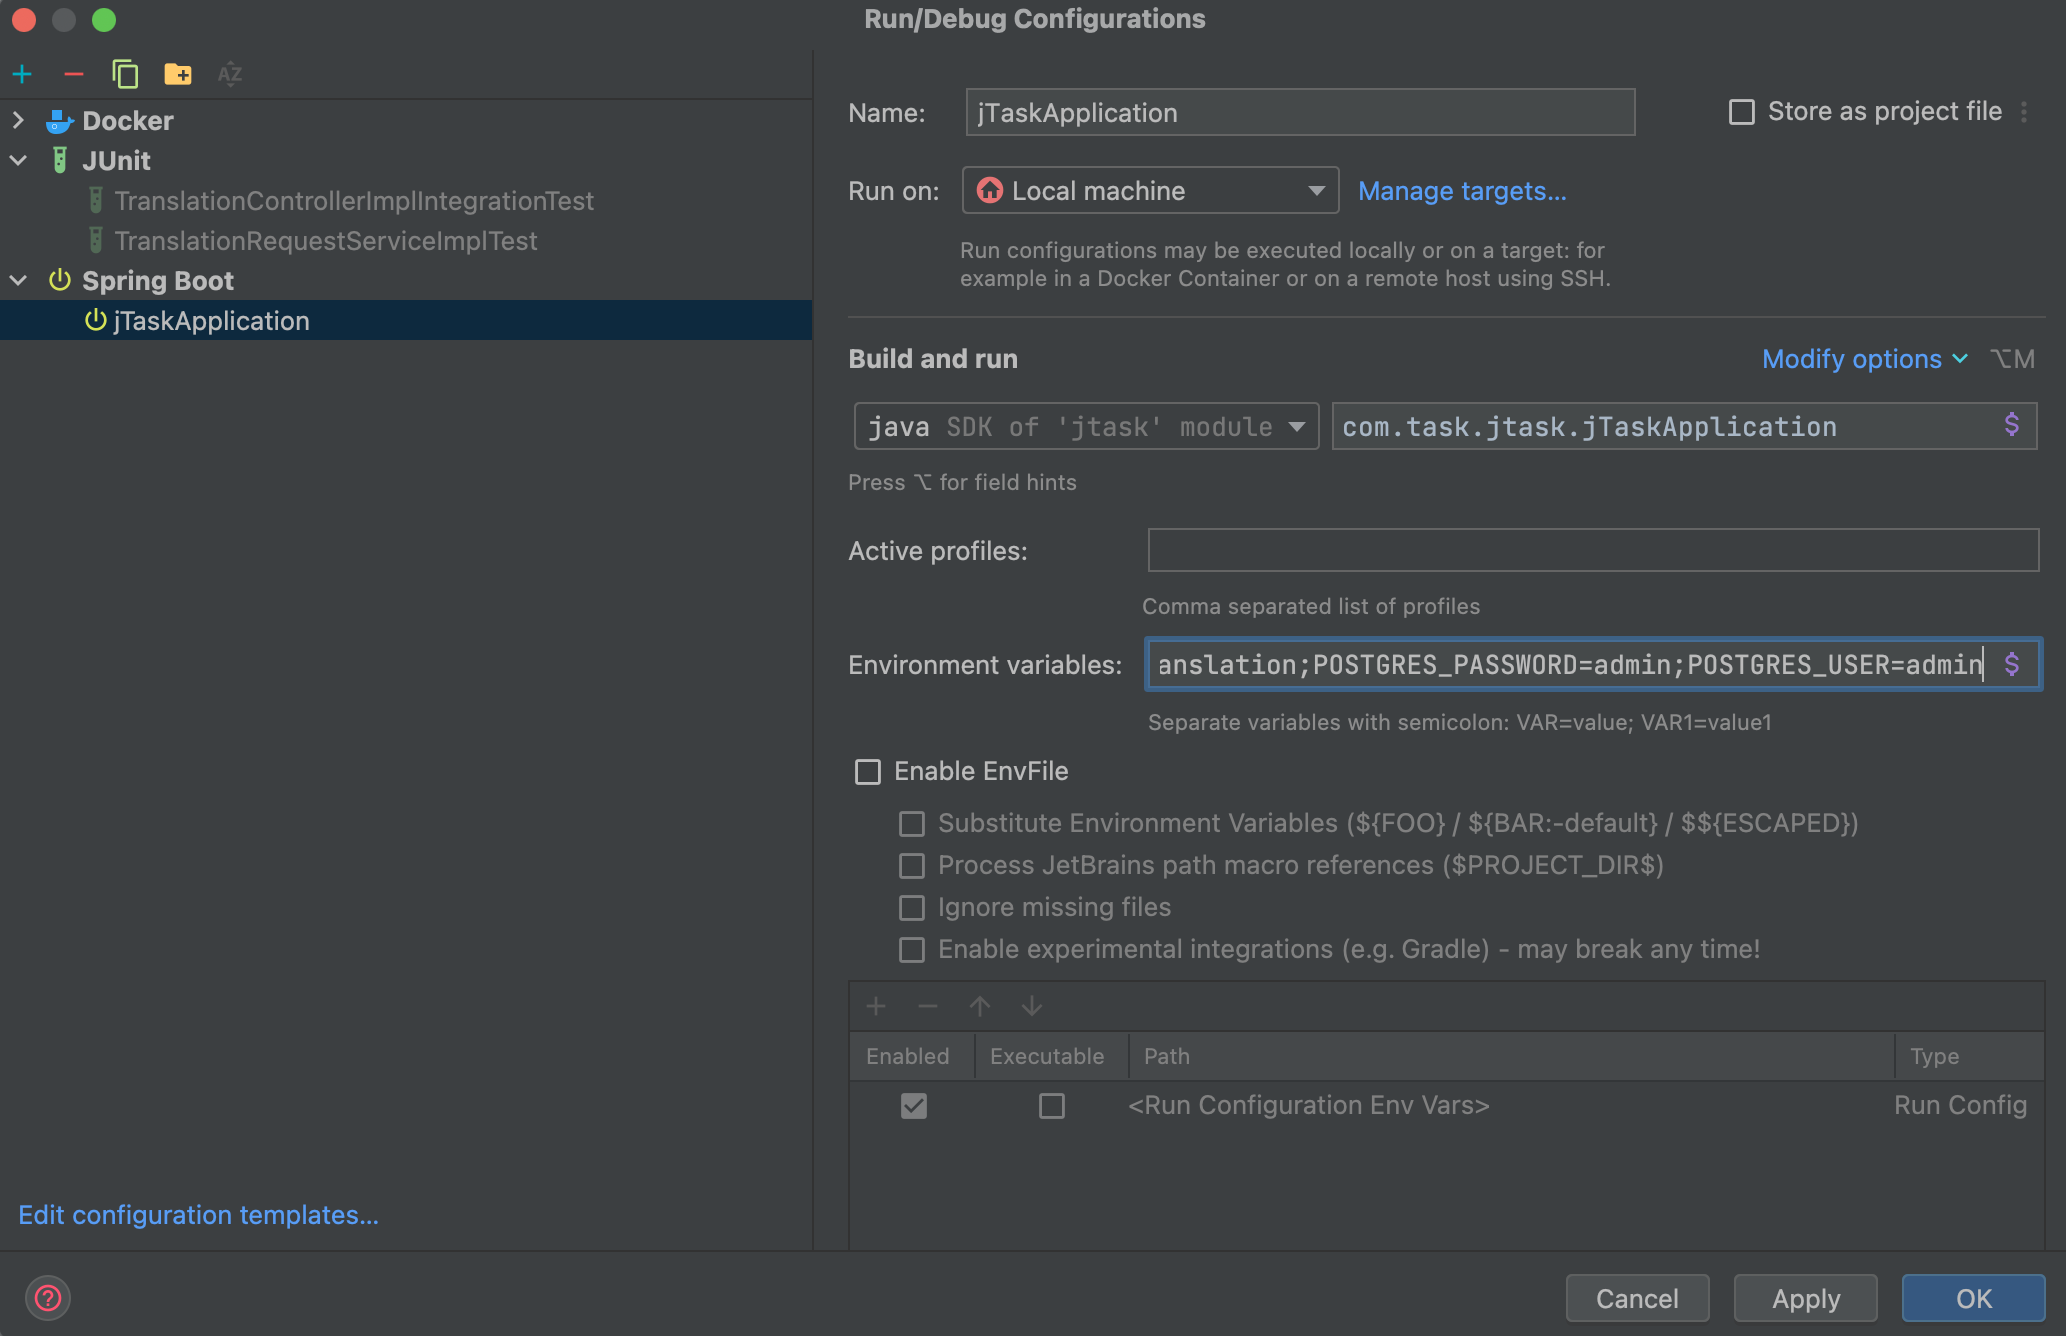 Run/Debug Configurations
Docker
JUnit
TranslationControllerImplIntegrationTest
TranslationRequestServiceImplTest
Spring Boot
jTaskApplication
Edit configuration templates...
Name: jTaskApplication
Store as project file
Run on: Local machine Manage targets...
Run configurations may be executed locally or on a target: for
example in a Docker Container or on a remote host using SSH.
Build and run
Modify options ⌥M
java SDK of 'jtask' module
com.task.jtask.jTaskApplication
Press ⌥ for field hints
Active profiles:
Comma separated list of profiles
Environment variables: anslation;POSTGRES_PASSWORD=admin;POSTGRES_USER=admin
Separate variables with semicolon: VAR=value; VAR1=value1
Enable EnvFile
Substitute Environment Variables (${FOO} / ${BAR:-default} / $${ESCAPED})
Process JetBrains path macro references ($PROJECT_DIR$)
Ignore missing files
Enable experimental integrations (e.g. Gradle) - may break any time!
Enabled Executable Path Type
<Run Configuration Env Vars> Run Config
Cancel Apply OK